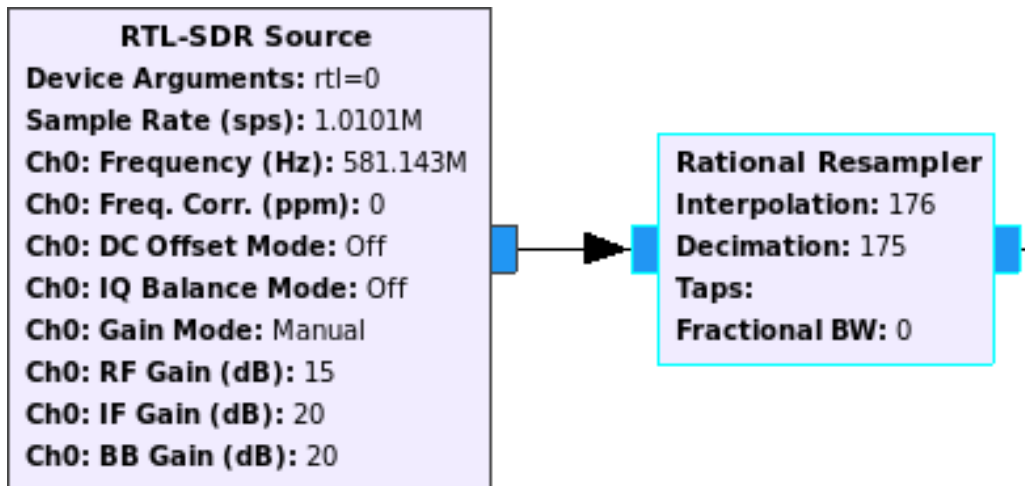 RTL-SDR Source
Device Arguments: rtl=0
Sample Rate (sps): 1.0101M
Ch0: Frequency (Hz): 581.143M
Ch0: Freq. Corr. (ppm): 0
Ch0: DC Offset Mode: Off
Ch0: IQ Balance Mode: Off
Ch0: Gain Mode: Manual
Ch0: RF Gain (dB): 15
Ch0: IF Gain (dB): 20
Ch0: BB Gain (dB): 20
Rational Resampler
Interpolation: 176
Decimation: 175
Taps:
Fractional BW: 0